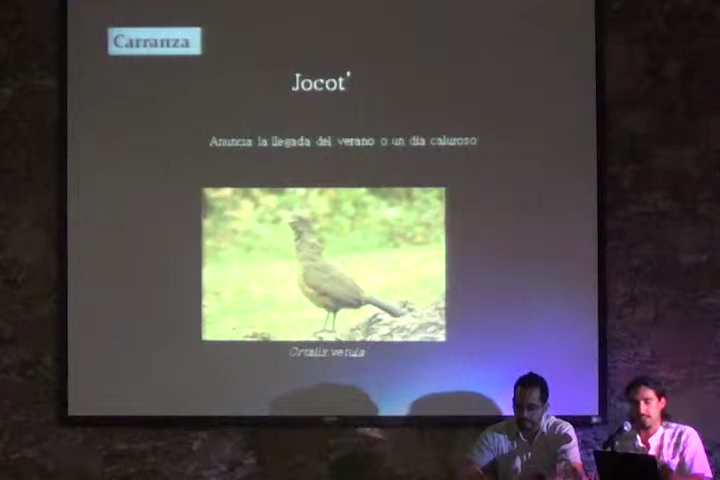 Carranza
Jocot'
Anuncia la llegada del verano o un día caluroso
Ortalis vetula